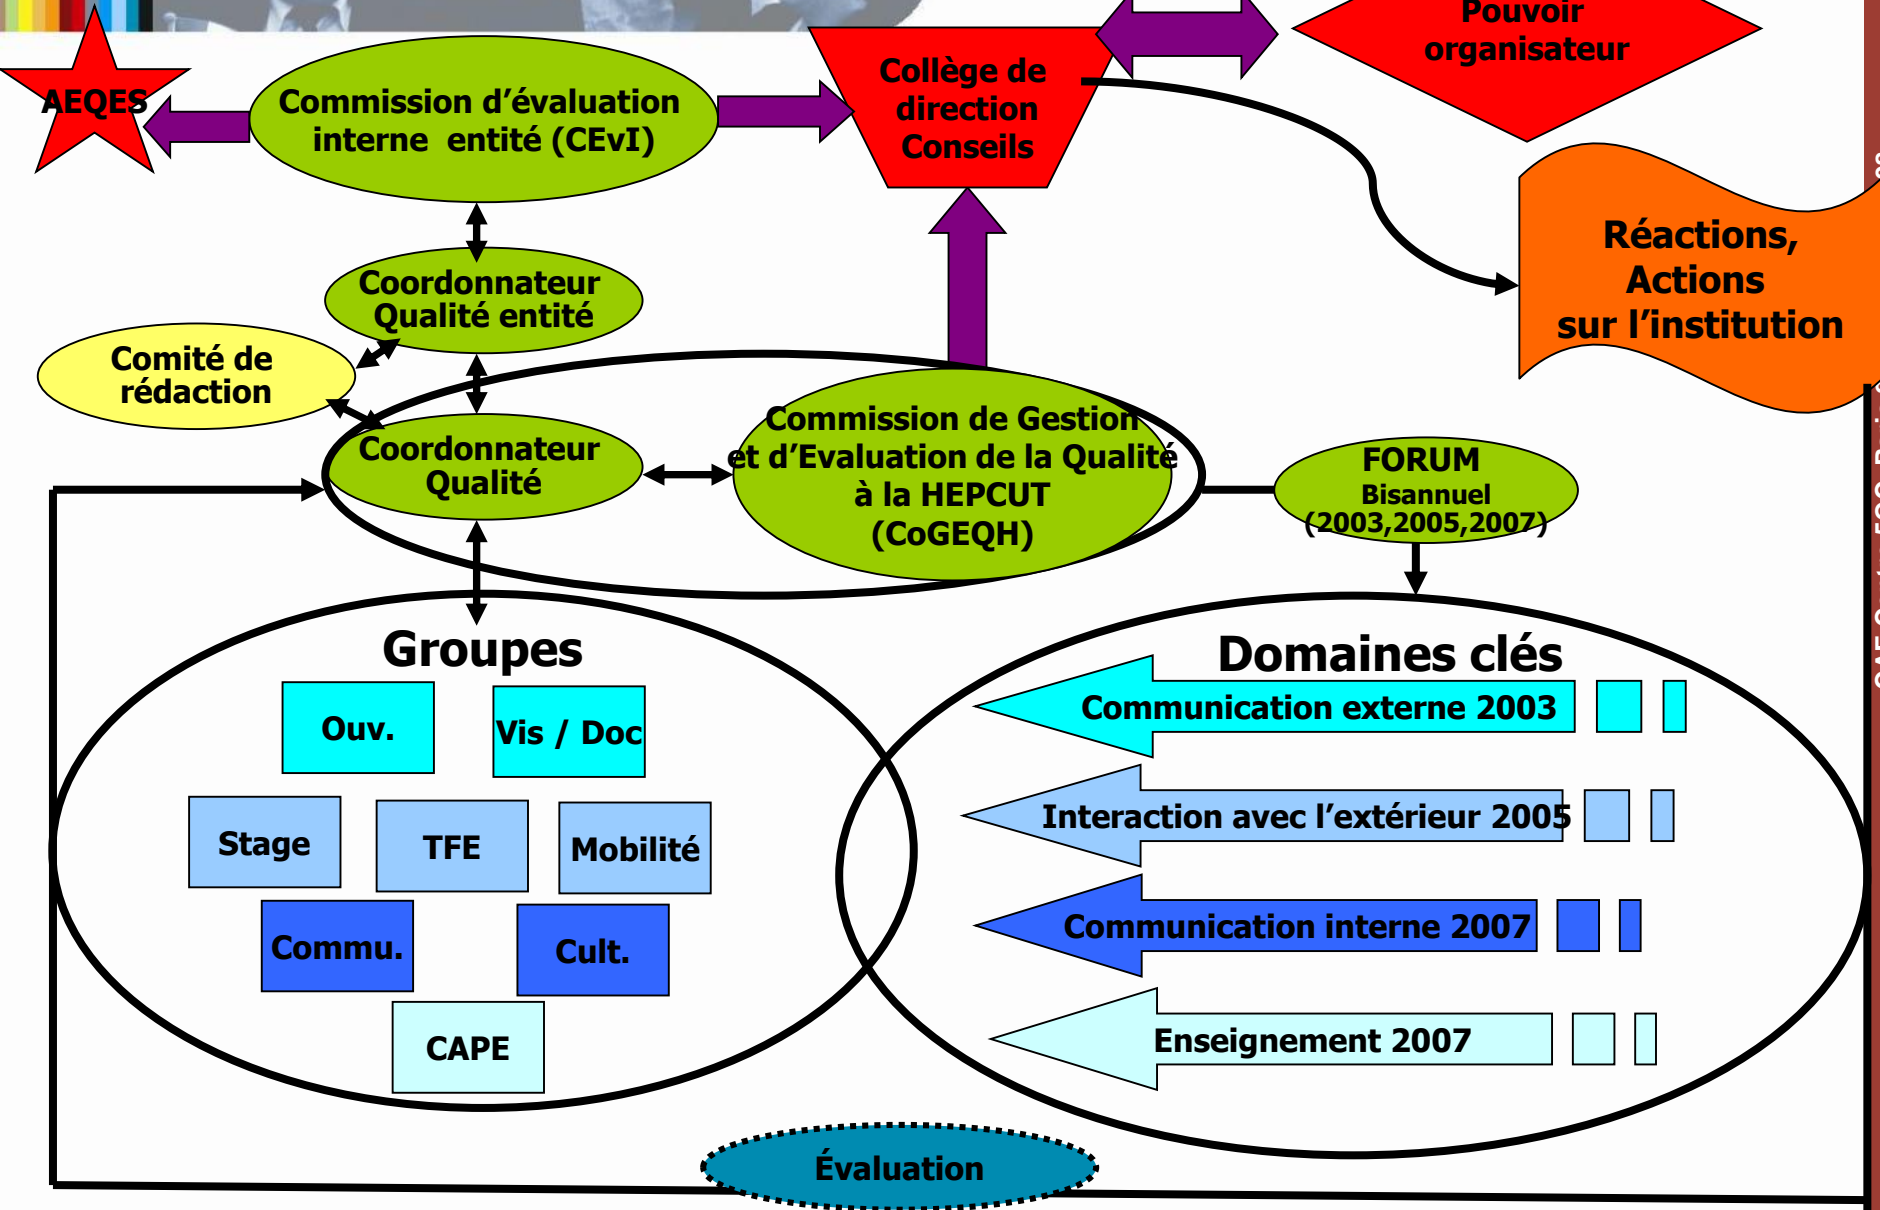 Pouvoir
organisateur
AEQES
Commission d’évaluation
interne entité (CEvI)
Collège de
direction
Conseils
Réactions,
Actions
sur l’institution
Coordonnateur
Qualité entité
Comité de
rédaction
Coordonnateur
Qualité
Commission de Gestion
et d’Evaluation de la Qualité
à la HEPCUT
(CoGEQH)
FORUM
Bisannuel
(2003,2005,2007)
Groupes
Ouv.
Vis / Doc
Stage
TFE
Mobilité
Commu.
Cult.
CAPE
Domaines clés
Communication externe 2003
Interaction avec l’extérieur 2005
Communication interne 2007
Enseignement 2007
Évaluation